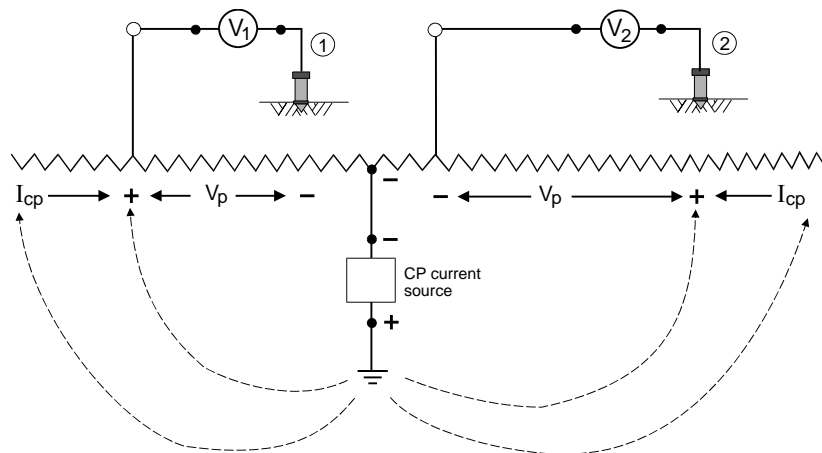 V1
1
V2
2
Icp + Vp − − Vp + Icp
−
−
CP current
source
+